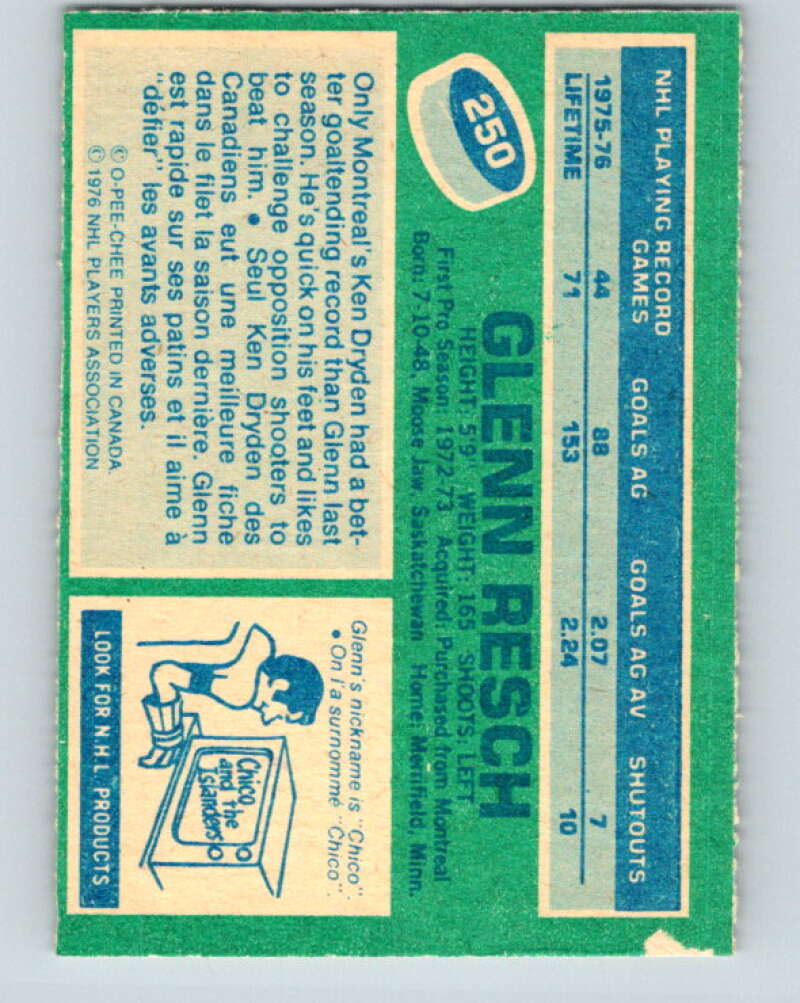 NHL PLAYING RECORD
GAMES GOALS AG GOALS AG AV SHUTOUTS
1975-76 44 88 2.07 7
LIFETIME 71 153 2.24 10
250
GLENN RESCH
HEIGHT: 5'9" WEIGHT: 165 SHOOTS: LEFT
First Pro Season: 1972-73 Acquired: Purchased from Montreal
Born: 7-10-48, Moose Jaw, Saskatchewan Home: Merrifield, Minn.
Only Montreal's Ken Dryden had a bet-
ter goaltending record than Glenn last
season. He's quick on his feet and likes
to challenge opposition shooters to
beat him. • Seul Ken Dryden des
Canadiens eut une meilleure fiche
dans le filet la saison dernière. Glenn
est rapide sur ses patins et il aime à
"défier" les avants adverses.
© O-PEE-CHEE PRINTED IN CANADA
© 1976 NHL PLAYERS ASSOCIATION
Glenn's nickname is "Chico".
• On l'a surnommé "Chico".
Chico
and the
Islanders
LOOK FOR N.H.L. PRODUCTS